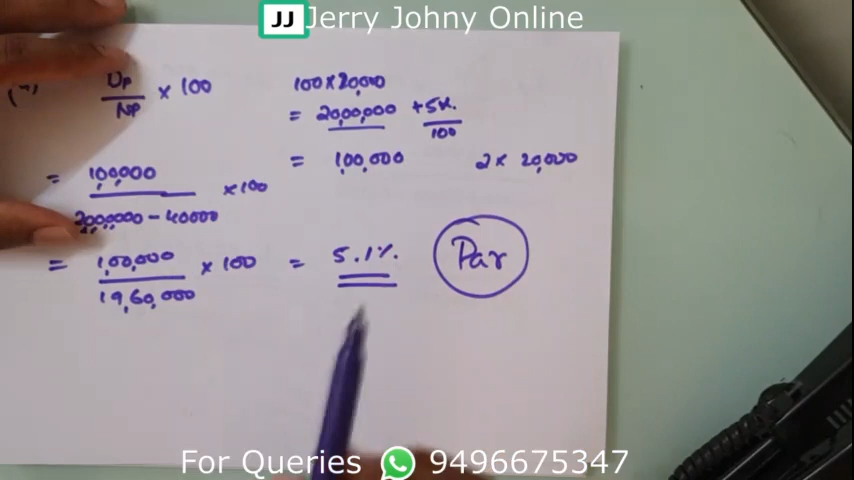 JJ Jerry Johny Online
Dp/NP × 100
100 × 20,000
= 20,00,000 + 5%./100
= 1,00,000
2 × 20,000
= 1,00,000/20,00,000 - 40000 × 100
= 1,00,000/19,60,000 × 100 = 5.1%.
Par
For Queries 9496675347